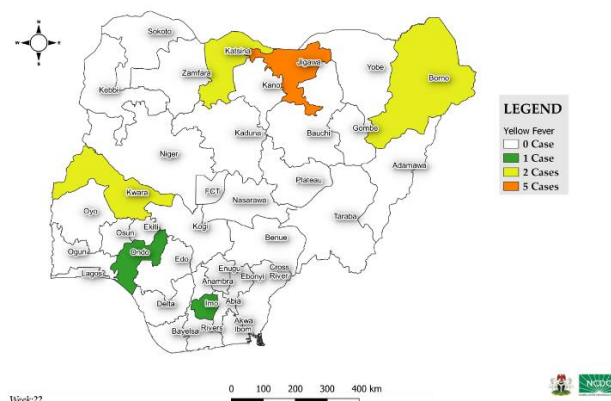 N
W
E
S
Sokoto
Katsina
Jigawa
Yobe
Borno
Zamfara
Kano
Kebbi
Kaduna
Bauchi
Gombe
Adamawa
Niger
Plateau
FCT
Nasarawa
Kwara
Oyo
Taraba
Kogi
Osun
Ekiti
Benue
Ogun
Ondo
Edo
Lagos
Enugu
Ebonyi
Cross
River
Anambra
Delta
Imo
Abia
Bayelsa
Rivers
Akwa
Ibom
LEGEND
Yellow Fever
0 Case
1 Case
2 Cases
5 Cases
Week:22
0 100 200 300 400 km
NCDC